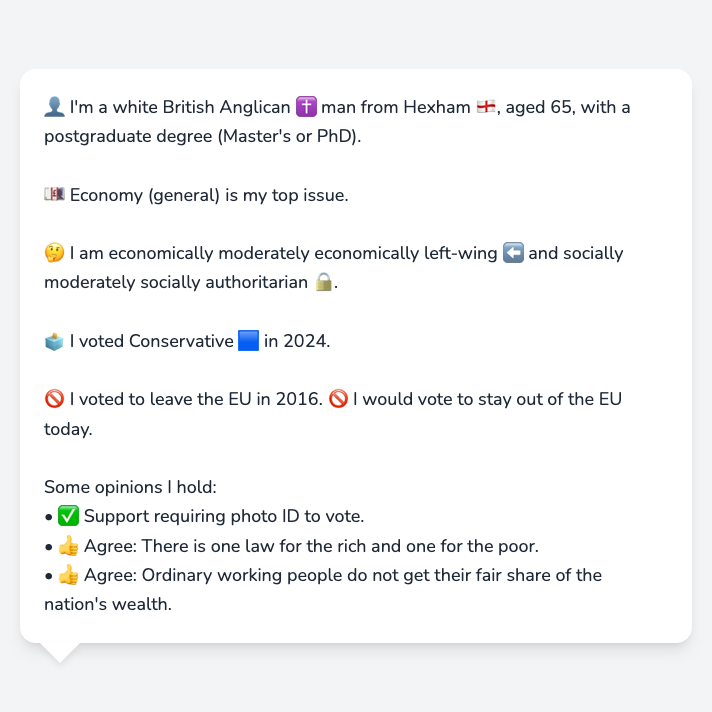 👤 I'm a white British Anglican ✝️ man from Hexham 🏴󠁧󠁢󠁥󠁮󠁧󠁿, aged 65, with a
postgraduate degree (Master's or PhD).
💷 Economy (general) is my top issue.
🤔 I am economically moderately economically left-wing ⬅️ and socially
moderately socially authoritarian 🔒.
🗳️ I voted Conservative 🟦 in 2024.
🚫 I voted to leave the EU in 2016. 🚫 I would vote to stay out of the EU
today.
Some opinions I hold:
• ✅ Support requiring photo ID to vote.
• 👍 Agree: There is one law for the rich and one for the poor.
• 👍 Agree: Ordinary working people do not get their fair share of the
nation's wealth.